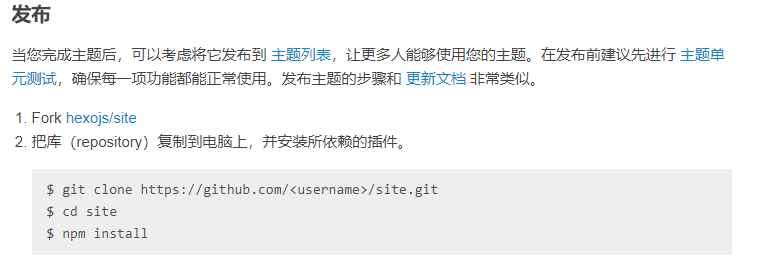 发布
当您完成主题后，可以考虑将它发布到 主题列表，让更多人能够使用您的主题。在发布前建议先进行 主题单
元测试，确保每一项功能都能正常使用。发布主题的步骤和 更新文档 非常类似。
1. Fork hexojs/site
2. 把库（repository）复制到电脑上，并安装所依赖的插件。
$ git clone https://github.com/<username>/site.git
$ cd site
$ npm install